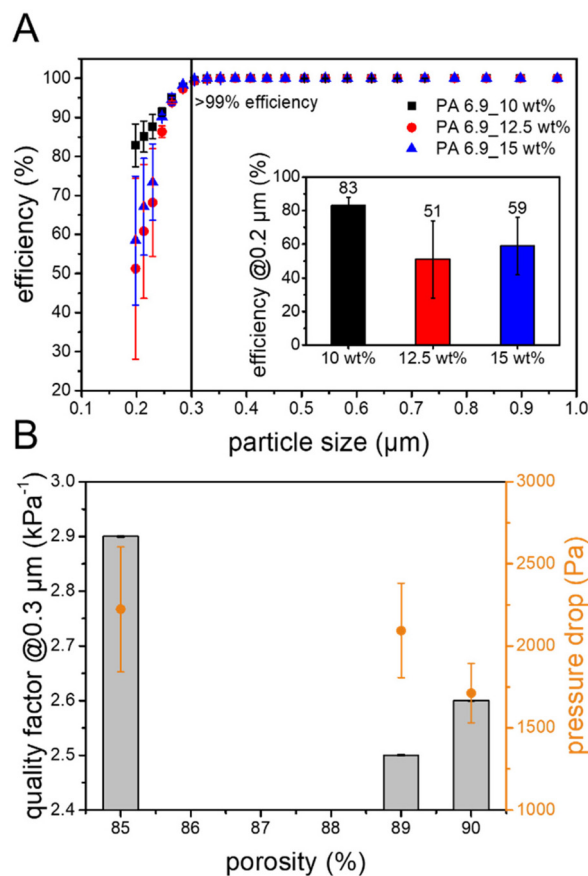 A
efficiency (%)
100
90
80
70
60
50
40
30
20
>99% efficiency
PA 6.9_10 wt%
PA 6.9_12.5 wt%
PA 6.9_15 wt%
efficiency @0.2 µm (%)
100
80
60
40
20
0
83
51
59
10 wt%
12.5 wt%
15 wt%
0.1 0.2 0.3 0.4 0.5 0.6 0.7 0.8 0.9 1.0
particle size (µm)
B
quality factor @0.3 µm (kPa-1)
3.0
2.9
2.8
2.7
2.6
2.5
2.4
3000
2500
2000
1500
1000
pressure drop (Pa)
85 86 87 88 89 90
porosity (%)